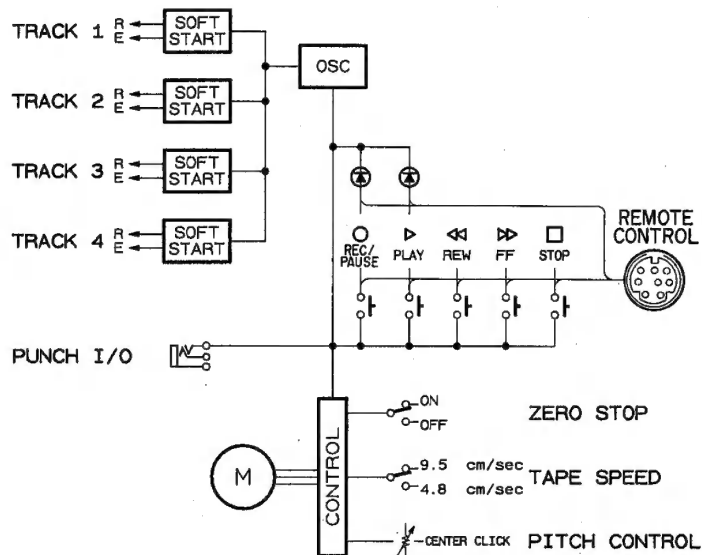 TRACK 1 R E SOFT START
OSC
TRACK 2 R E SOFT START
TRACK 3 R E SOFT START
TRACK 4 R E SOFT START
REC/PAUSE PLAY REW FF STOP
REMOTE CONTROL
PUNCH I/O
CONTROL
M
ON
OFF
ZERO STOP
9.5 cm/sec
4.8 cm/sec
TAPE SPEED
CENTER CLICK PITCH CONTROL